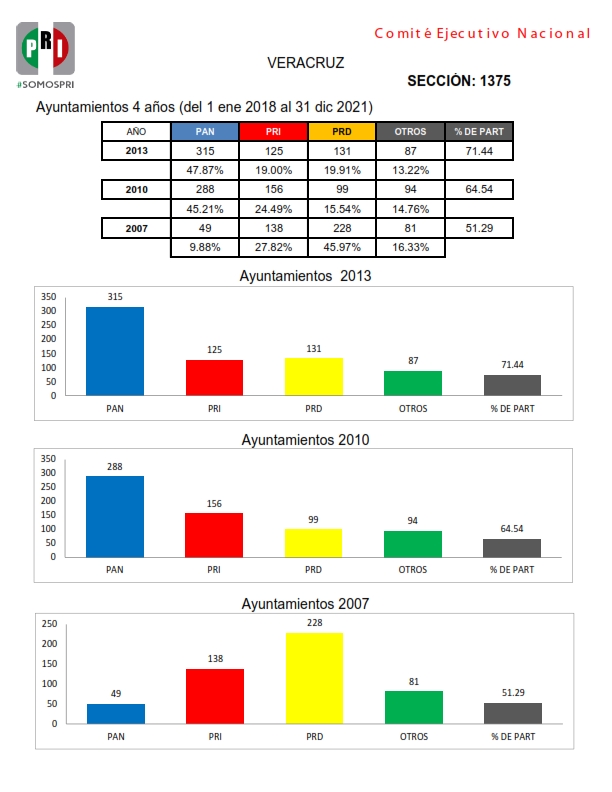 Comité Ejecutivo Nacional
PRI
#SOMOSPRI
VERACRUZ
SECCIÓN: 1375
Ayuntamientos 4 años (del 1 ene 2018 al 31 dic 2021)
AÑO PAN PRI PRD OTROS % DE PART
2013 315 125 131 87 71.44
47.87% 19.00% 19.91% 13.22%
2010 288 156 99 94 64.54
45.21% 24.49% 15.54% 14.76%
2007 49 138 228 81 51.29
9.88% 27.82% 45.97% 16.33%
Ayuntamientos 2013
350
300
250
200
150
100
50
0
315 125 131 87 71.44
PAN PRI PRD OTROS % DE PART
Ayuntamientos 2010
350
300
250
200
150
100
50
0
288 156 99 94 64.54
PAN PRI PRD OTROS % DE PART
Ayuntamientos 2007
250
200
150
100
50
0
49 138 228 81 51.29
PAN PRI PRD OTROS % DE PART